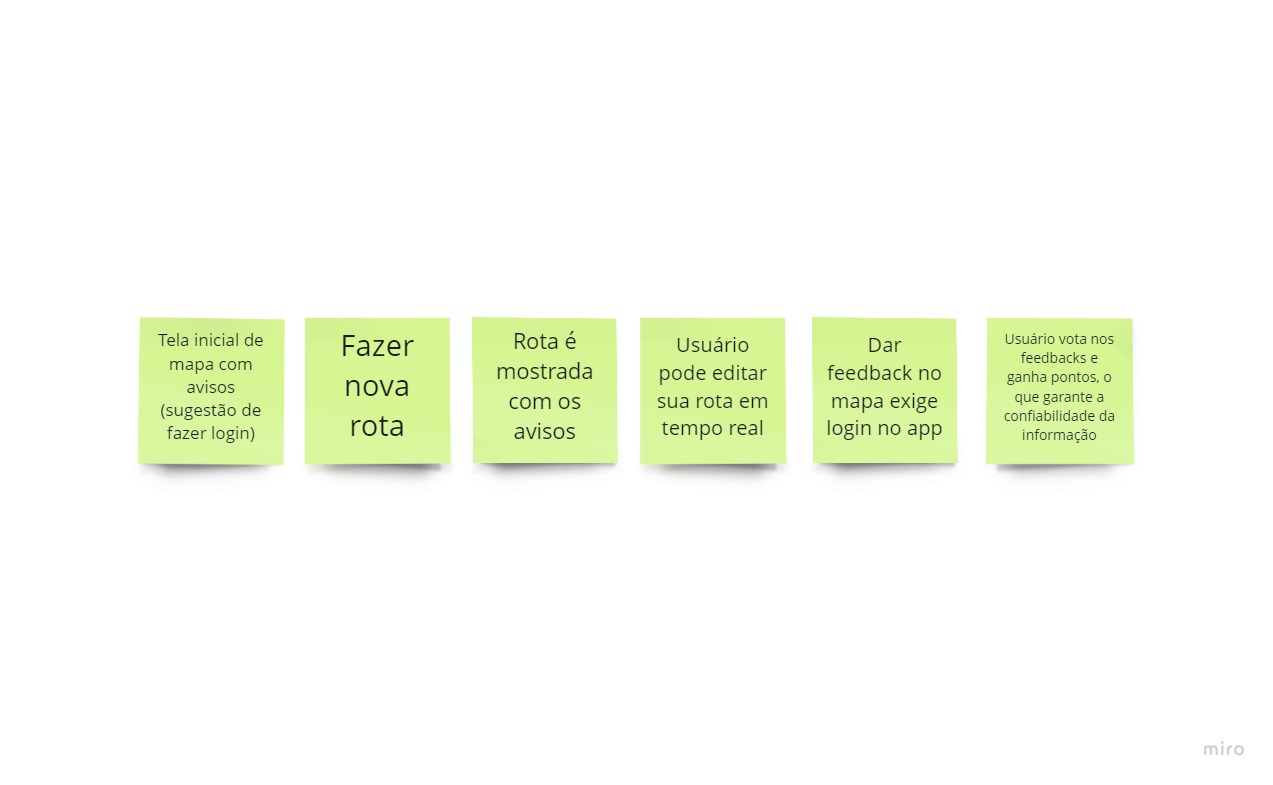 Tela inicial de
mapa com
avisos
(sugestão de
fazer login)
Fazer
nova
rota
Rota é
mostrada
com os
avisos
Usuário
pode editar
sua rota em
tempo real
Dar
feedback no
mapa exige
login no app
Usuário vota nos
feedbacks e
ganha pontos, o
que garante a
confiabilidade da
informação
miro